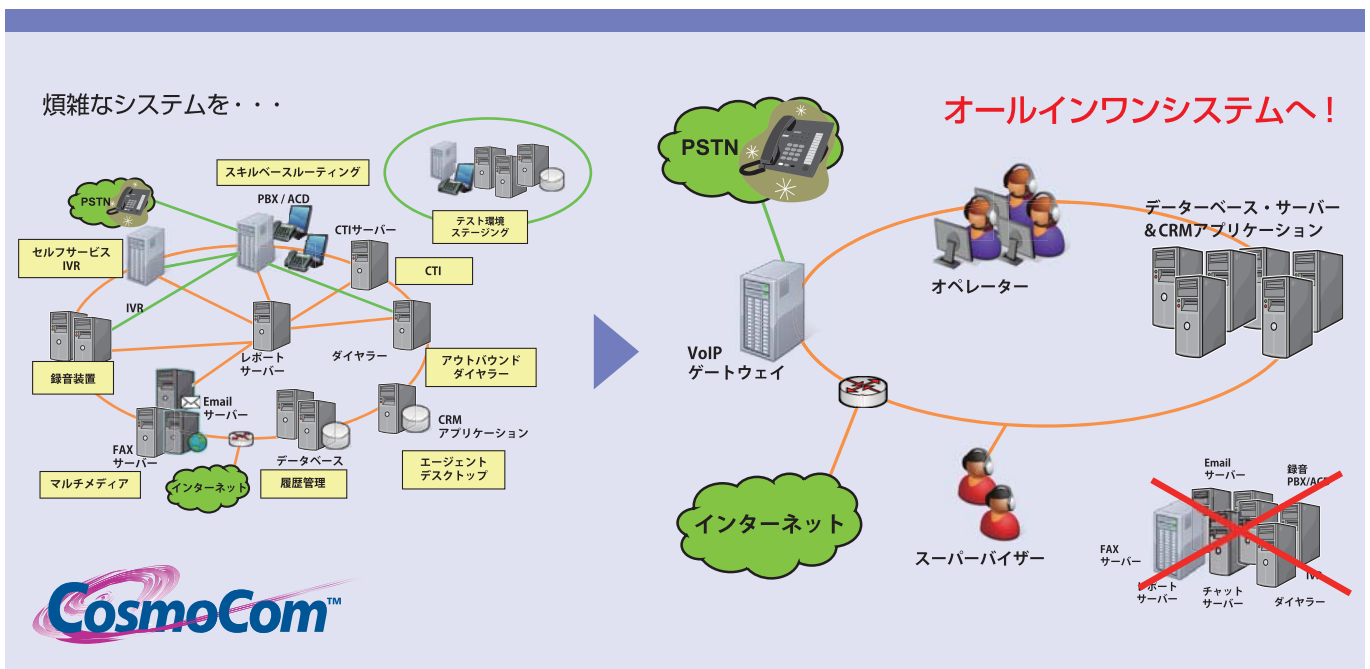 煩雑なシステムを・・・
スキルベースルーティング
PBX / ACD
PSTN
CTIサーバー
テスト環境
ステージング
セルフサービス
IVR
CTI
IVR
レポート
サーバー
ダイヤラー
アウトバウンド
ダイヤラー
録音装置
Email
サーバー
CRM
アプリケーション
FAX
サーバー
データベース
エージェント
デスクトップ
マルチメディア
インターネット
履歴管理
CosmoCom™
オールインワンシステムへ！
PSTN
データーベース・サーバー
&CRMアプリケーション
オペレーター
VoIP
ゲートウェイ
インターネット
スーパーバイザー
Email
サーバー
録音
PBX/ACD
FAX
サーバー
レポート
サーバー
チャット
サーバー
IVR
ダイヤラー